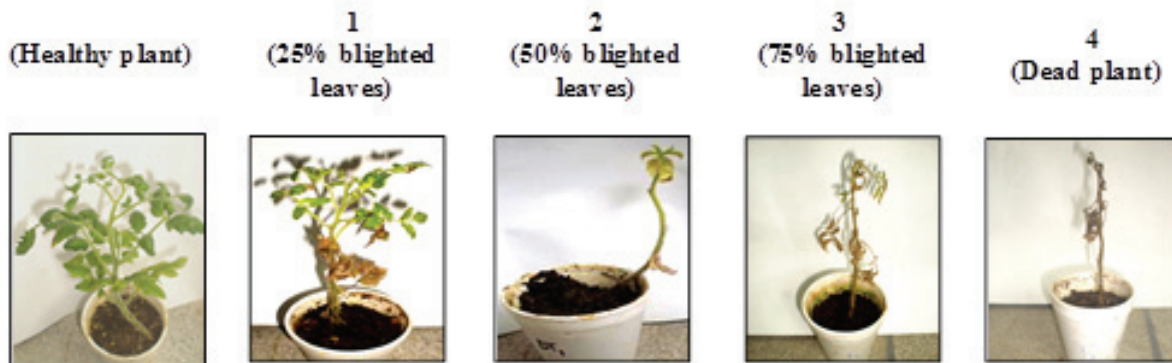 (Healthy plant)
1
(25% blighted
leaves)
2
(50% blighted
leaves)
3
(75% blighted
leaves)
4
(Dead plant)